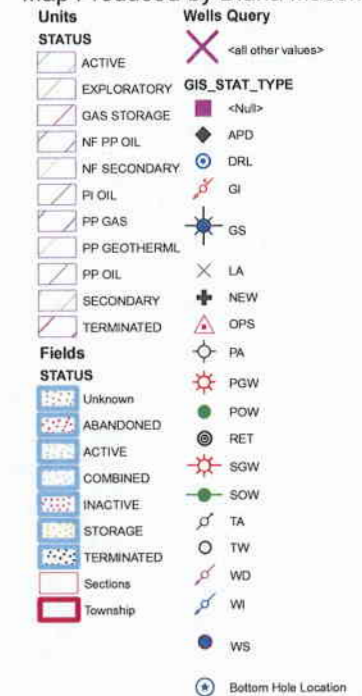 Units
STATUS
ACTIVE
EXPLORATORY
GAS STORAGE
NF PP OIL
NF SECONDARY
PI OIL
PP GAS
PP GEOTHERML
PP OIL
SECONDARY
TERMINATED
Fields
STATUS
Unknown
ABANDONED
ACTIVE
COMBINED
INACTIVE
STORAGE
TERMINATED
Sections
Township
Wells Query
<all other values>
GIS_STAT_TYPE
<Null>
APD
DRL
GI
GS
LA
NEW
OPS
PA
PGW
POW
RET
SGW
SOW
TA
TW
WD
WI
WS
Bottom Hole Location